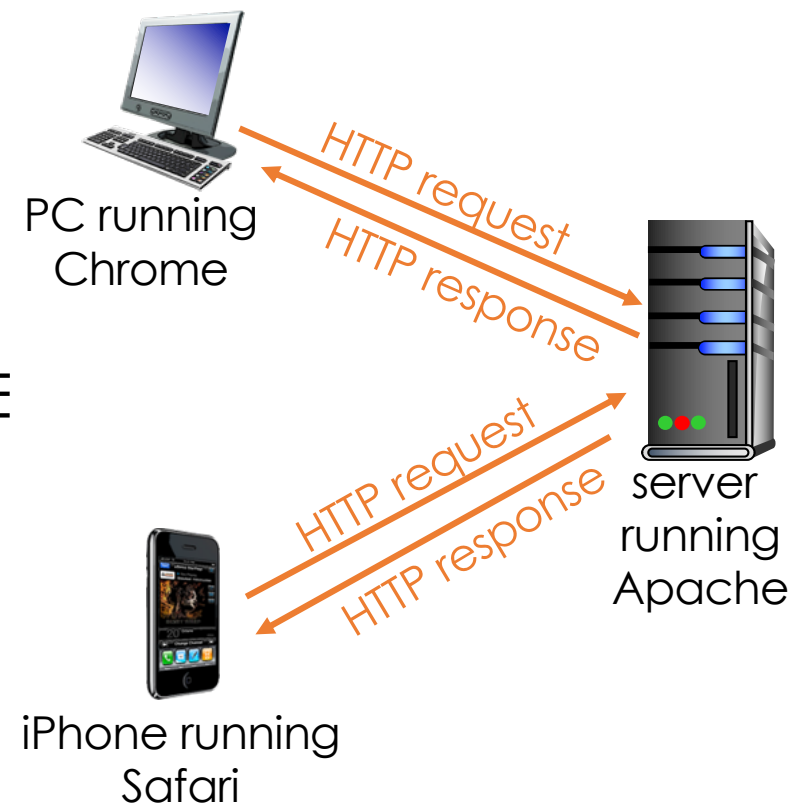 HTTP request
HTTP response
PC running
Chrome
E
HTTP request
HTTP response
server
running
Apache
iPhone running
Safari